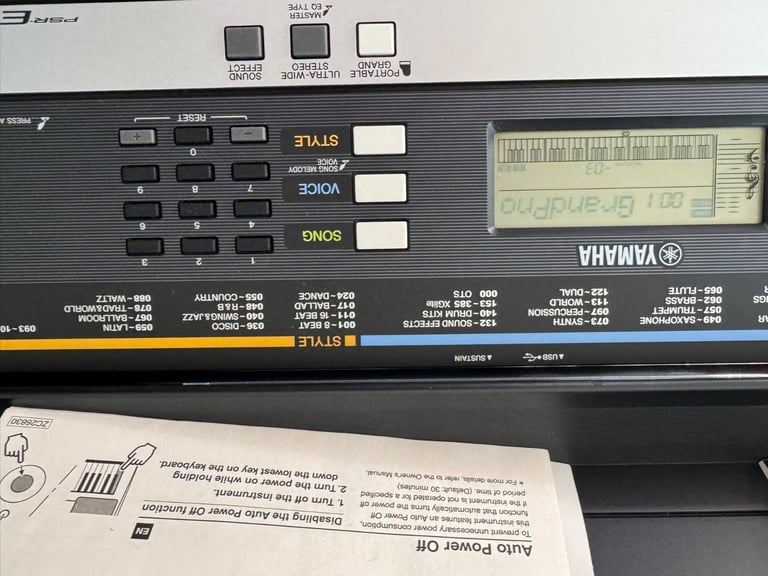 Auto Power Off
To prevent unnecessary power consumption,
this instrument features an Auto Power Off
function that automatically turns the power off
if the instrument is not operated for a specified
period of time. (Default: 30 minutes)
* For more details, refer to the Owner's Manual.
EN
Disabling the Auto Power Off function
1. Turn off the instrument.
2. Turn the power on while holding
down the lowest key on the keyboard.
ZC26830
▲USB
▲SUSTAIN
STYLE
049–SAXOPHONE
057–TRUMPET
062–BRASS
065–FLUTE
073–SYNTH
097–PERCUSSION
113–WORLD
122–DUAL
132–SOUND EFFECTS
140–DRUM KITS
153–385 XGlite
000 OTS
001–8 BEAT
011–16 BEAT
017–BALLAD
024–DANCE
036–DISCO
040–SWING&JAZZ
048–R&B
055–COUNTRY
059–LATIN
067–BALLROOM
078–TRAD&WORLD
088–WALTZ
YAMAHA
001 GrandPno
-03
SONG
VOICE
SONG MELODY
VOICE
STYLE
1 2 3
4 5 6
7 8 9
0
- +
RESET
PORTABLE
GRAND
ULTRA-WIDE
STEREO
SOUND
EFFECT
MASTER
EQ TYPE
PSR-E